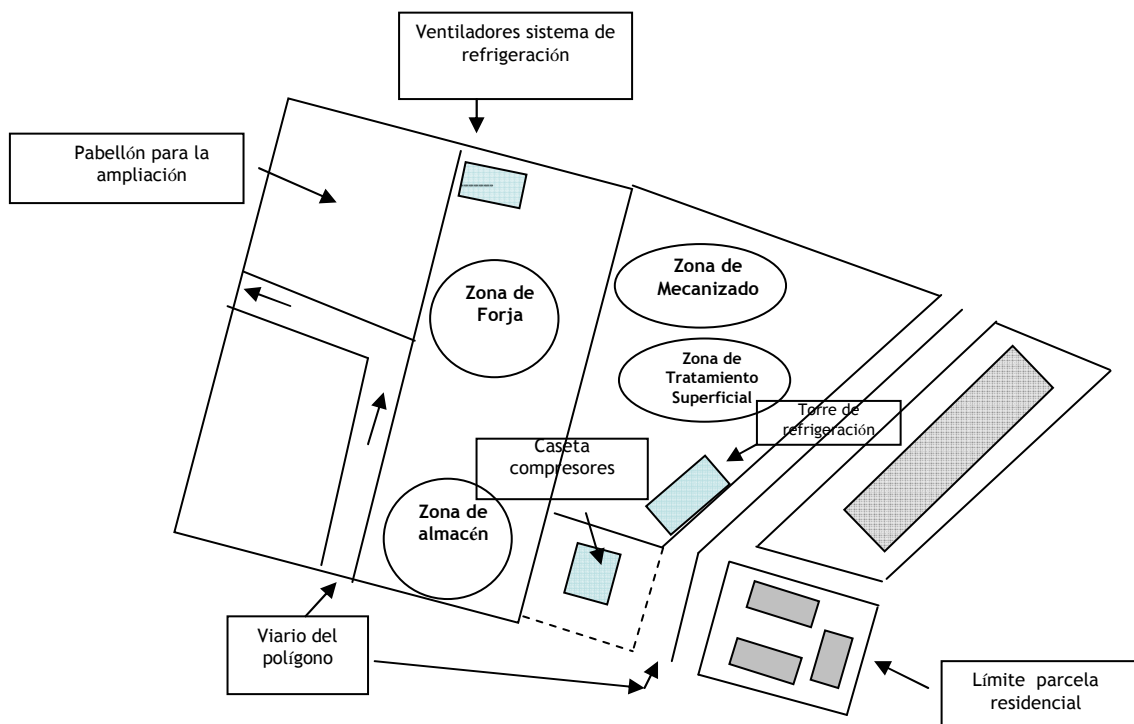 Ventiladores sistema de
refrigeración
Pabellón para la
ampliación
Zona de
Forja
Zona de
Mecanizado
Zona de
Tratamiento
Superficial
Torre de
refrigeración
Caseta
compresores
Zona de
almacén
Viario del
polígono
Límite parcela
residencial